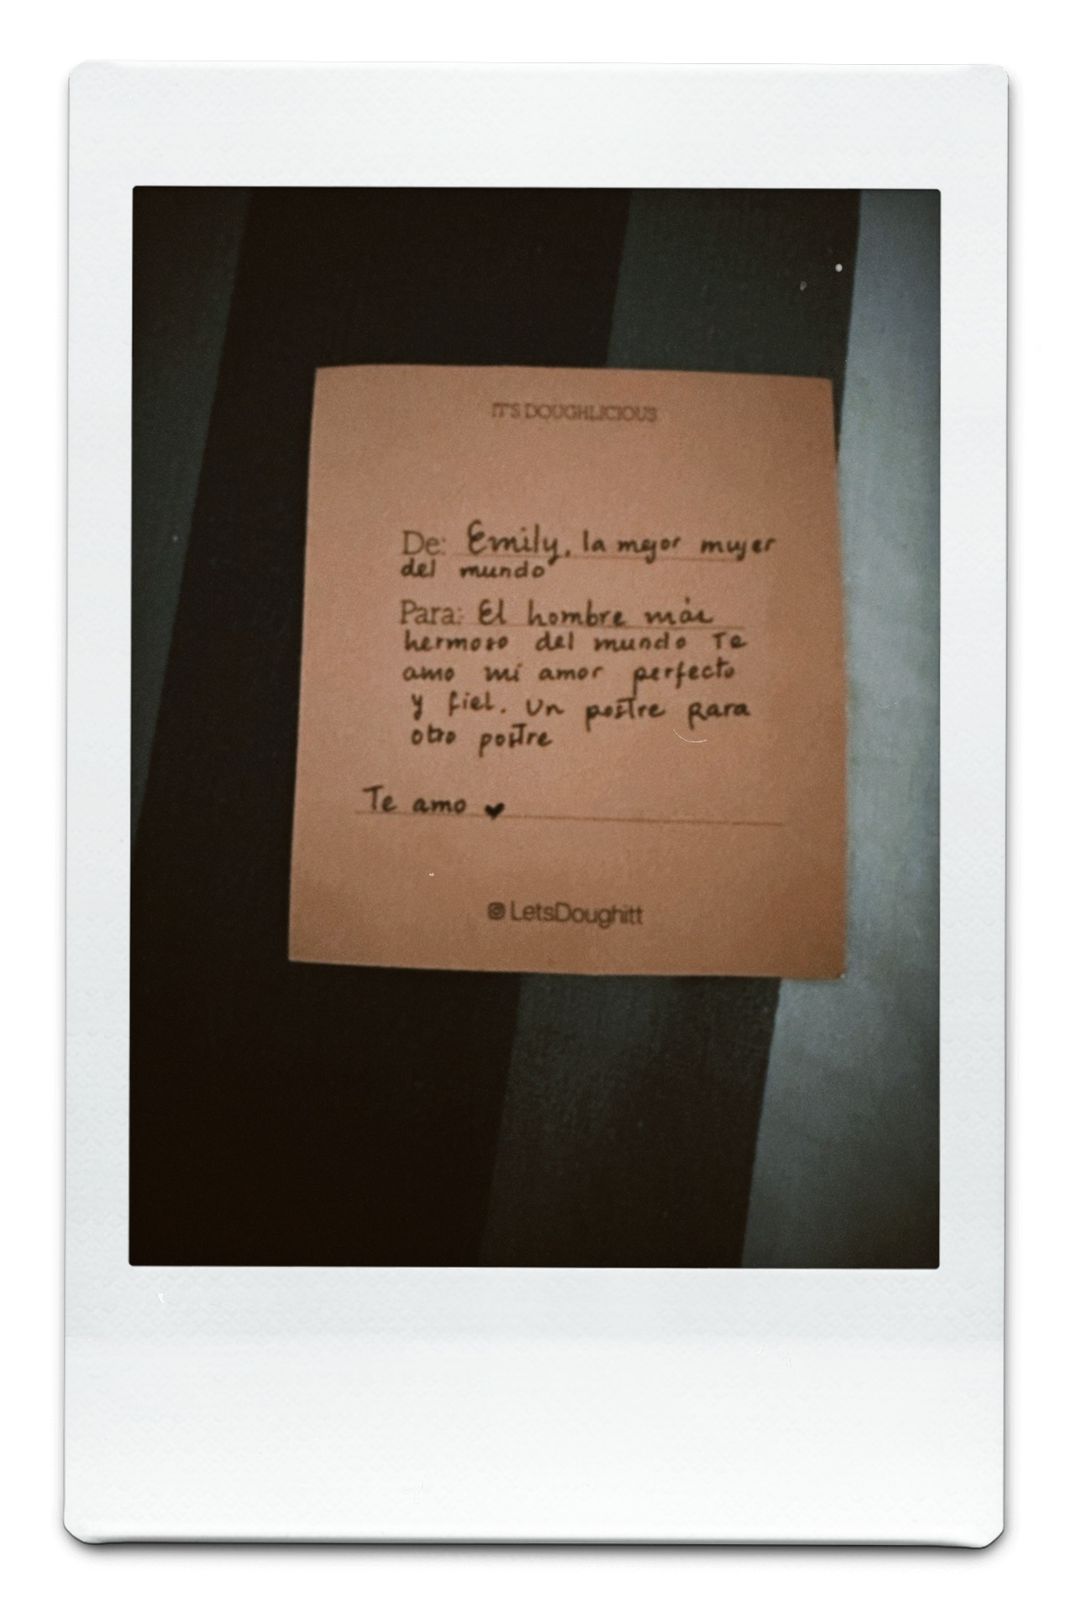 IT'S DOUGHLICIOUS
De: Emily, la mejor mujer
del mundo
Para: El hombre más
hermoso del mundo Te
amo mi amor perfecto
y fiel. Un postre para
otro postre
Te amo ♥
LetsDoughitt